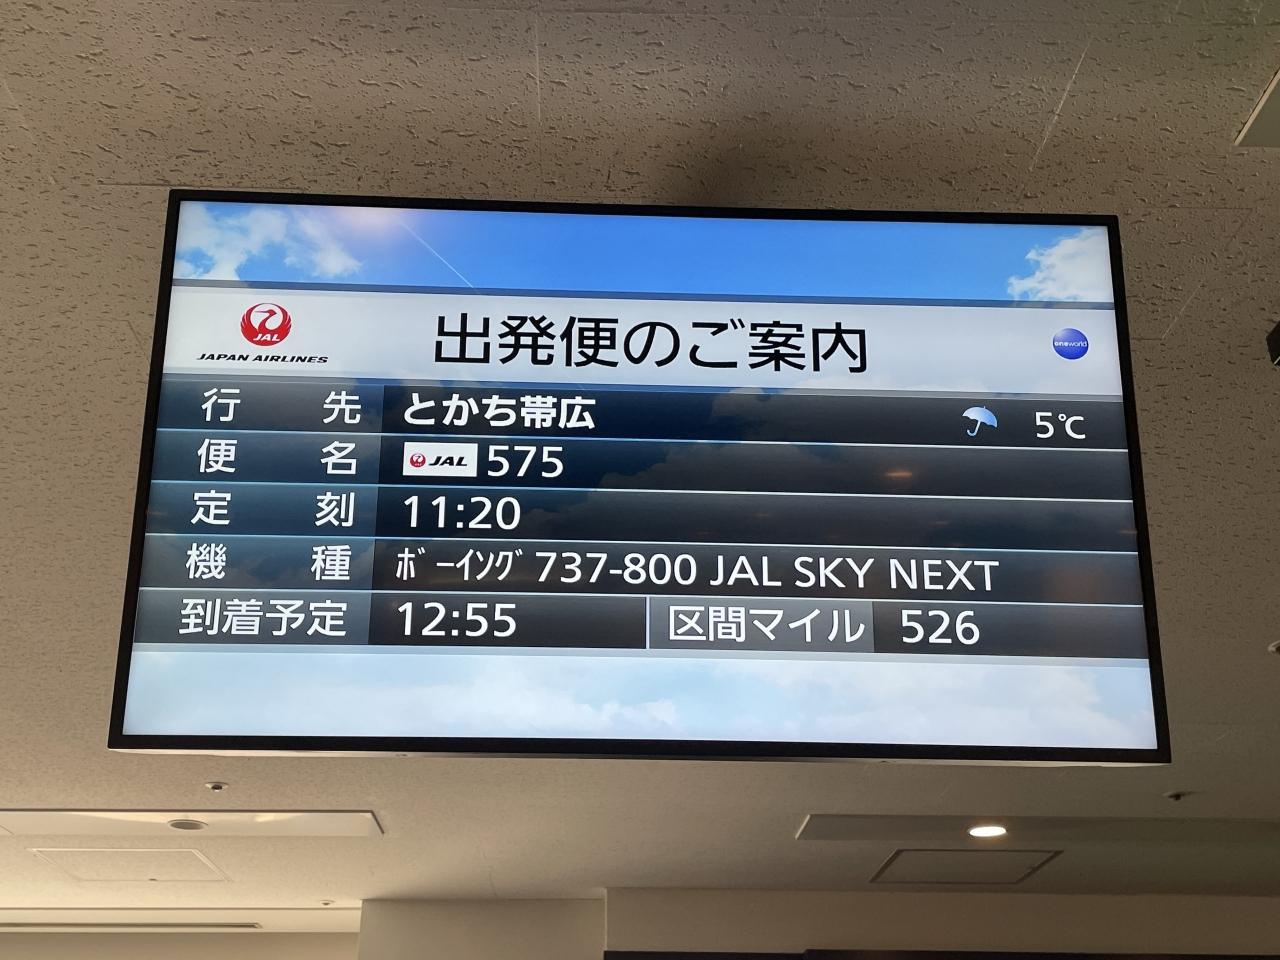 JAL
JAPAN AIRLINES
出発便のご案内
oneworld
行先 とかち帯広 5℃
便名 JAL 575
定刻 11:20
機種 ﾎﾞｰｲﾝｸﾞ 737-800 JAL SKY NEXT
到着予定 12:55 区間マイル 526